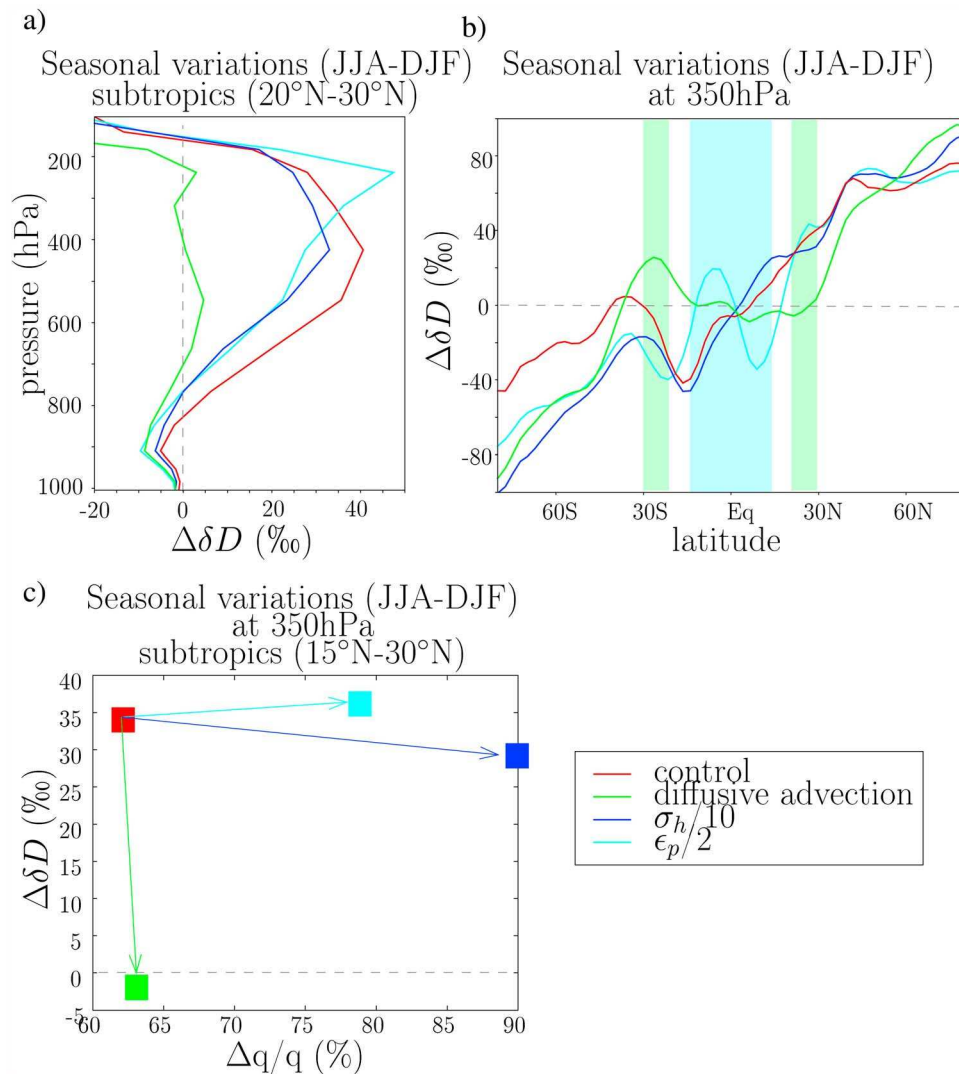 a)
Seasonal variations (JJA-DJF)
subtropics (20°N-30°N)
200
400
600
800
1000
pressure (hPa)
-20
0
20
40
ΔδD (‰)
b)
Seasonal variations (JJA-DJF)
at 350hPa
80
40
0
-40
-80
ΔδD
(‰)
60S
30S
Eq
30N
60N
latitude
c)
Seasonal variations (JJA-DJF)
at 350hPa
subtropics (15°N-30°N)
40
35
30
25
20
15
10
5
0
-5
ΔδD
(‰)
60
65
70
75
80
85
90
Δq/q (%)
control
diffusive advection
σh/10
ϵp/2